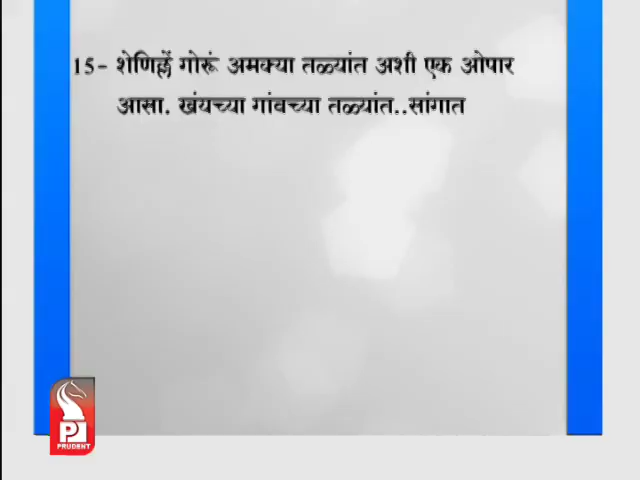 15- शेणिल्लें गोरूं अमक्या तळ्यांत अशी एक ओपार
आसा. खंयच्या गांवच्या तळ्यांत..सांगात
PRUDENT